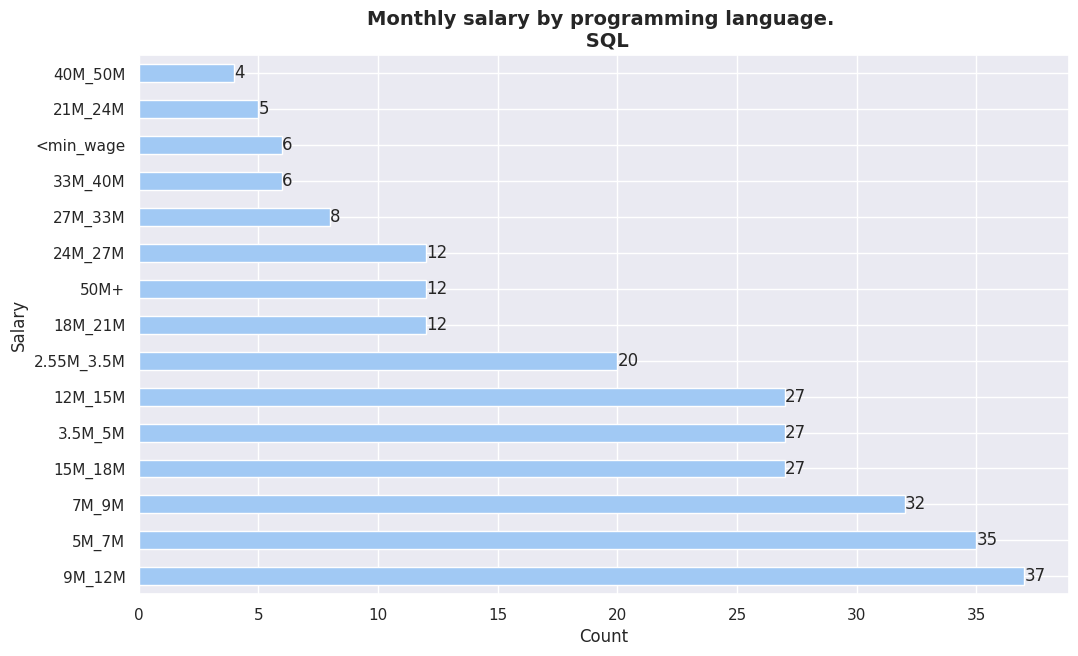 Monthly salary by programming language.
SQL
Salary
40M_50M 4
21M_24M 5
<min_wage 6
33M_40M 6
27M_33M 8
24M_27M 12
50M+ 12
18M_21M 12
2.55M_3.5M 20
12M_15M 27
3.5M_5M 27
15M_18M 27
7M_9M 32
5M_7M 35
9M_12M 37
0 5 10 15 20 25 30 35
Count